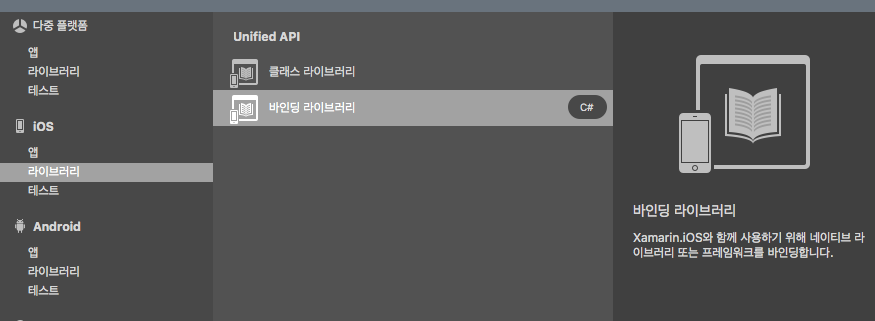 다중 플랫폼
앱
라이브러리
테스트
iOS
앱
라이브러리
테스트
Android
앱
라이브러리
테스트
Unified API
클래스 라이브러리
바인딩 라이브러리
C#
바인딩 라이브러리
Xamarin.iOS와 함께 사용하기 위해 네이티브 라
이브러리 또는 프레임워크를 바인딩합니다.